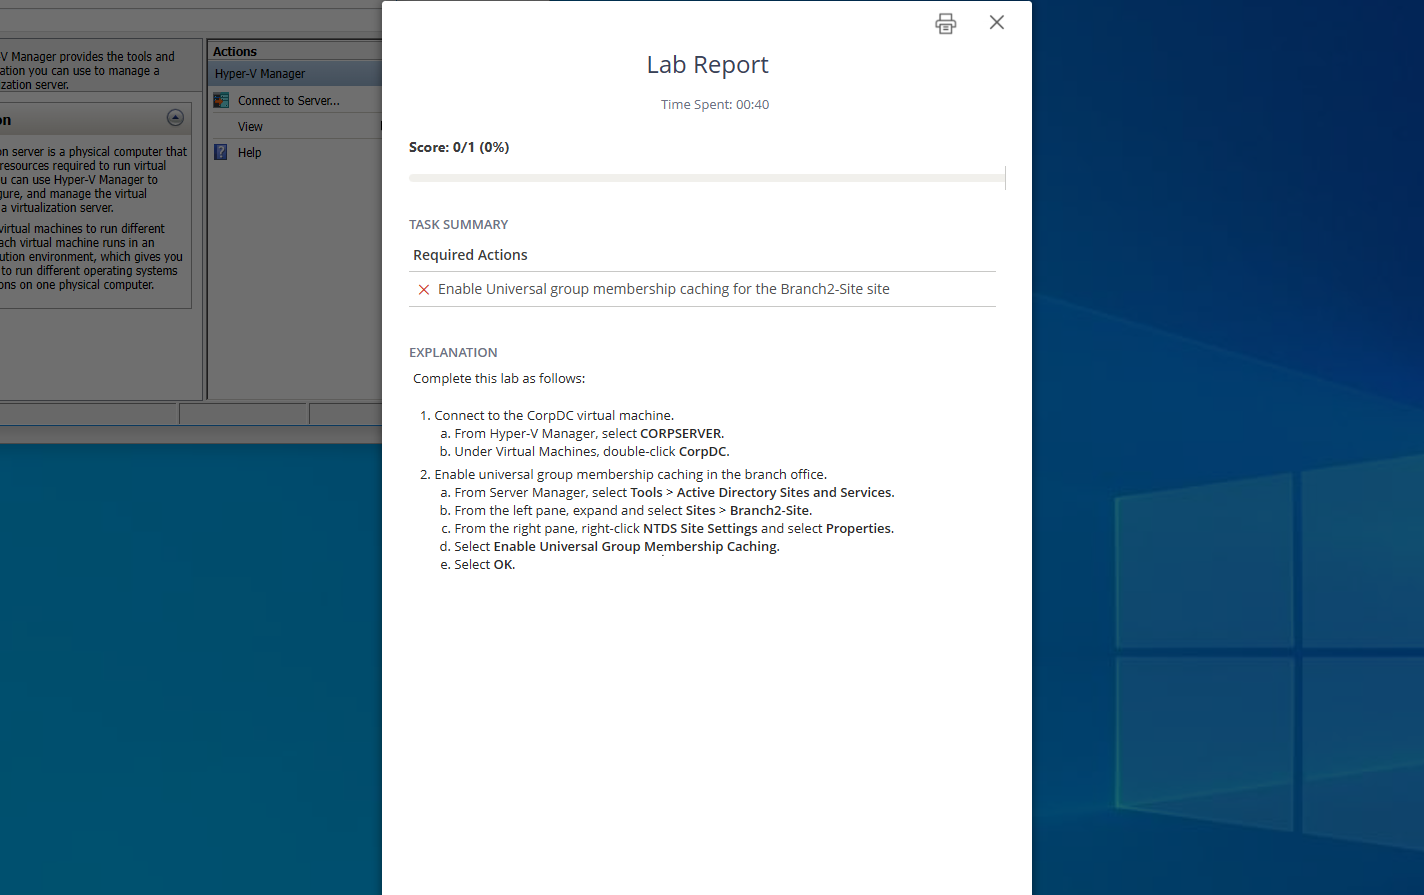 V Manager provides the tools and
ation you can use to manage a
zation server.
on
on server is a physical computer that
resources required to run virtual
u can use Hyper-V Manager to
gure, and manage the virtual
a virtualization server.
virtual machines to run different
ach virtual machine runs in an
ution environment, which gives you
to run different operating systems
ons on one physical computer.
Actions
Hyper-V Manager
Connect to Server...
View
Help
Lab Report
Time Spent: 00:40
Score: 0/1 (0%)
TASK SUMMARY
Required Actions
Enable Universal group membership caching for the Branch2-Site site
EXPLANATION
Complete this lab as follows:
1. Connect to the CorpDC virtual machine.
a. From Hyper-V Manager, select CORPSERVER.
b. Under Virtual Machines, double-click CorpDC.
2. Enable universal group membership caching in the branch office.
a. From Server Manager, select Tools > Active Directory Sites and Services.
b. From the left pane, expand and select Sites > Branch2-Site.
c. From the right pane, right-click NTDS Site Settings and select Properties.
d. Select Enable Universal Group Membership Caching.
e. Select OK.